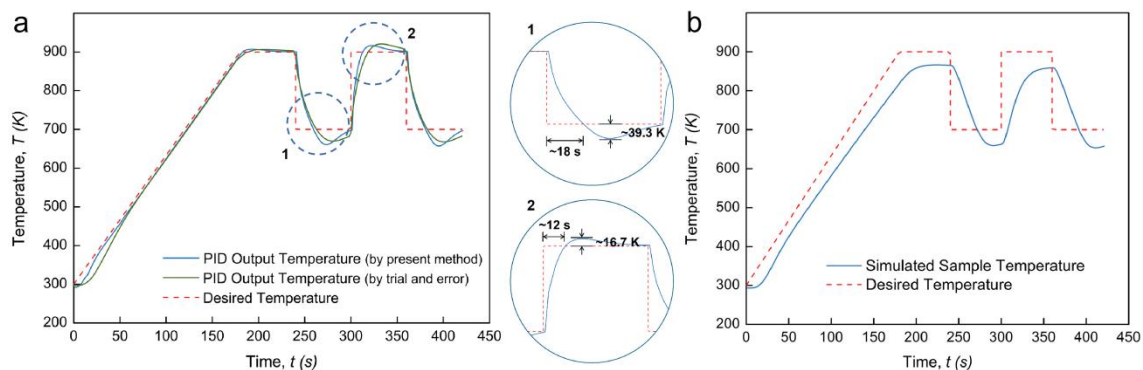 a
Temperature, T (K)
1000
900
800
700
600
500
400
300
200
0
50
100
150
200
250
300
350
400
450
Time, t (s)
1
2
PID Output Temperature (by present method)
PID Output Temperature (by trial and error)
Desired Temperature
1
~39.3 K
~18 s
2
~12 s
~16.7 K
b
Temperature, T (K)
1000
900
800
700
600
500
400
300
200
0
50
100
150
200
250
300
350
400
450
Time, t (s)
Simulated Sample Temperature
Desired Temperature